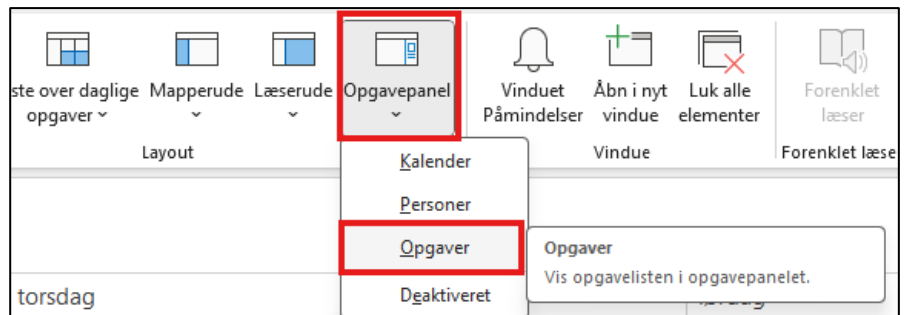 ste over daglige Mapperude Læserude Opgavepanel Vinduet Åbn i nyt Luk alle Forenklet
opgaver Påmindelser vindue elementer læser
Layout Vindue Forenklet læse
Kalender
Personer
Opgaver
Opgaver
Vis opgavelisten i opgavepanelet.
torsdag
Deaktiveret